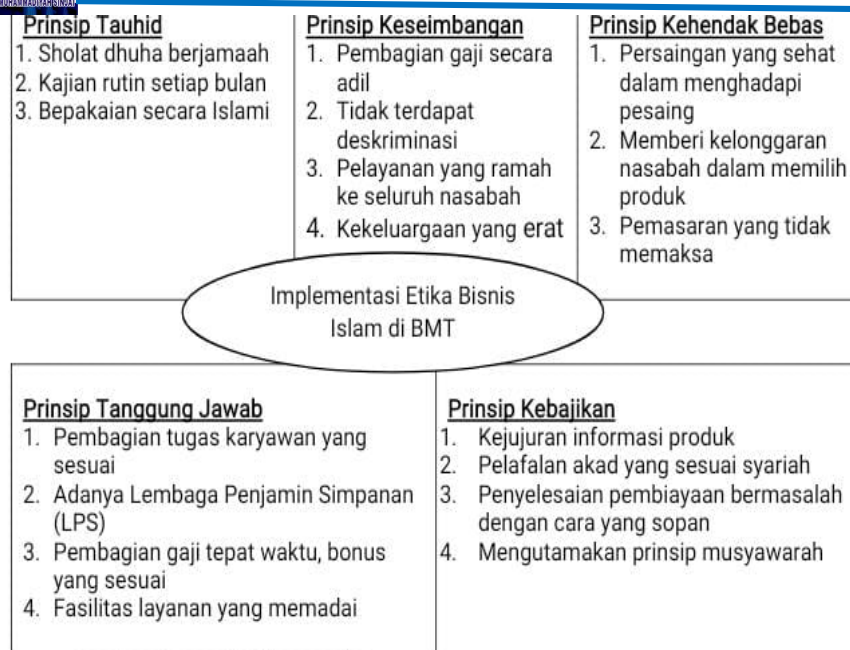 Prinsip Tauhid
1. Sholat dhuha berjamaah
2. Kajian rutin setiap bulan
3. Bepakaian secara Islami
Prinsip Keseimbangan
1. Pembagian gaji secara
adil
2. Tidak terdapat
deskriminasi
3. Pelayanan yang ramah
ke seluruh nasabah
4. Kekeluargaan yang erat
Prinsip Kehendak Bebas
1. Persaingan yang sehat
dalam menghadapi
pesaing
2. Memberi kelonggaran
nasabah dalam memilih
produk
3. Pemasaran yang tidak
memaksa
Implementasi Etika Bisnis
Islam di BMT
Prinsip Tanggung Jawab
1. Pembagian tugas karyawan yang
sesuai
2. Adanya Lembaga Penjamin Simpanan
(LPS)
3. Pembagian gaji tepat waktu, bonus
yang sesuai
4. Fasilitas layanan yang memadai
Prinsip Kebajikan
1. Kejujuran informasi produk
2. Pelafalan akad yang sesuai syariah
3. Penyelesaian pembiayaan bermasalah
dengan cara yang sopan
4. Mengutamakan prinsip musyawarah